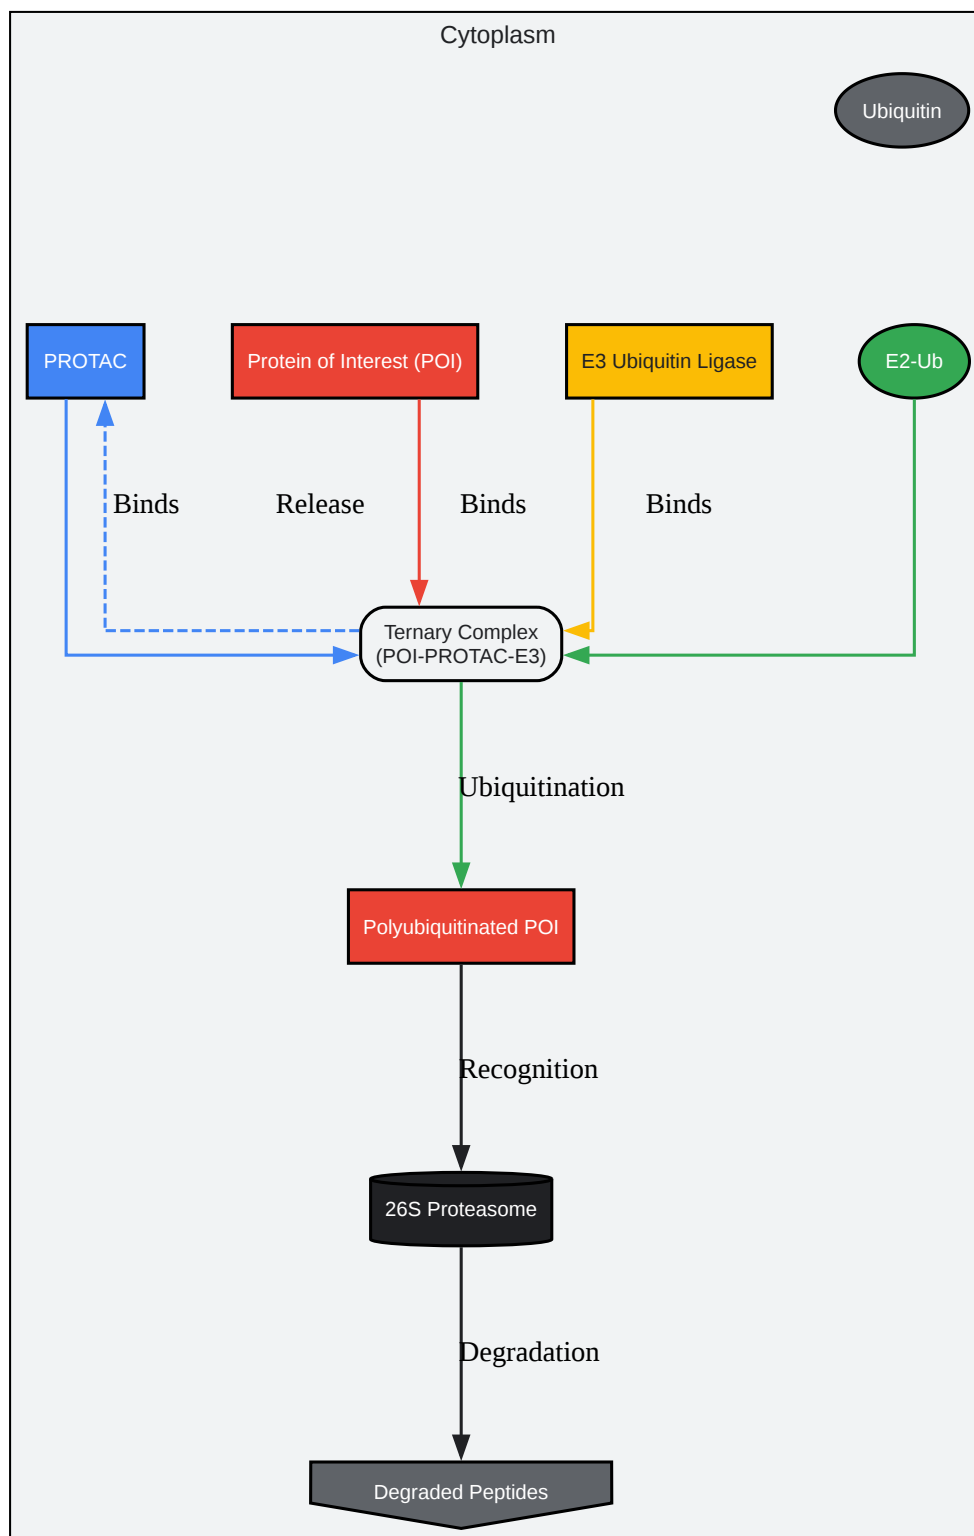 Cytoplasm
Ubiquitin
PROTAC
Protein of Interest (POI)
E3 Ubiquitin Ligase
E2-Ub
Binds
Release
Binds
Binds
Ternary Complex
(POI-PROTAC-E3)
Ubiquitination
Polyubiquitinated POI
Recognition
26S Proteasome
Degradation
Degraded Peptides